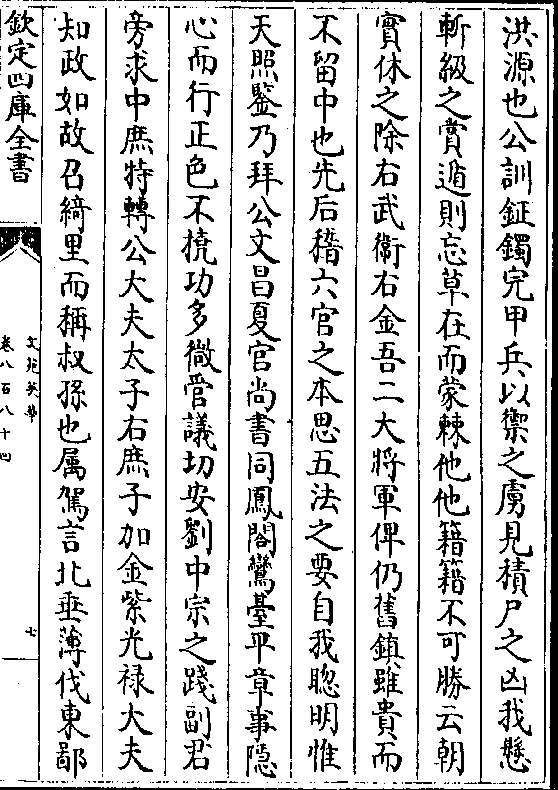 洪源也公訓鉦鐲完甲兵以禦之虜見積尸之凶我懸
斬級之賞遁則忘草在而蒙棘他他籍籍不可勝云朝
實休之除右武衛右金吾二大將軍俾仍舊鎮雖貴而
不留中也先后稽六官之本思五法之要自我聰明惟
天照鑒乃拜公文昌夏官尚書同鳳閣鸞臺平章事隱
心而行正色不撓功多微管議切安劉中宗之踐副君
旁求中庶特轉公大夫太子右庶子加金紫光禄大夫
知政如故召綺里而稱叔孫也属駕言北垂薄伐東鄙
欽定四庫全書
文苑英華
卷八百八十四
七